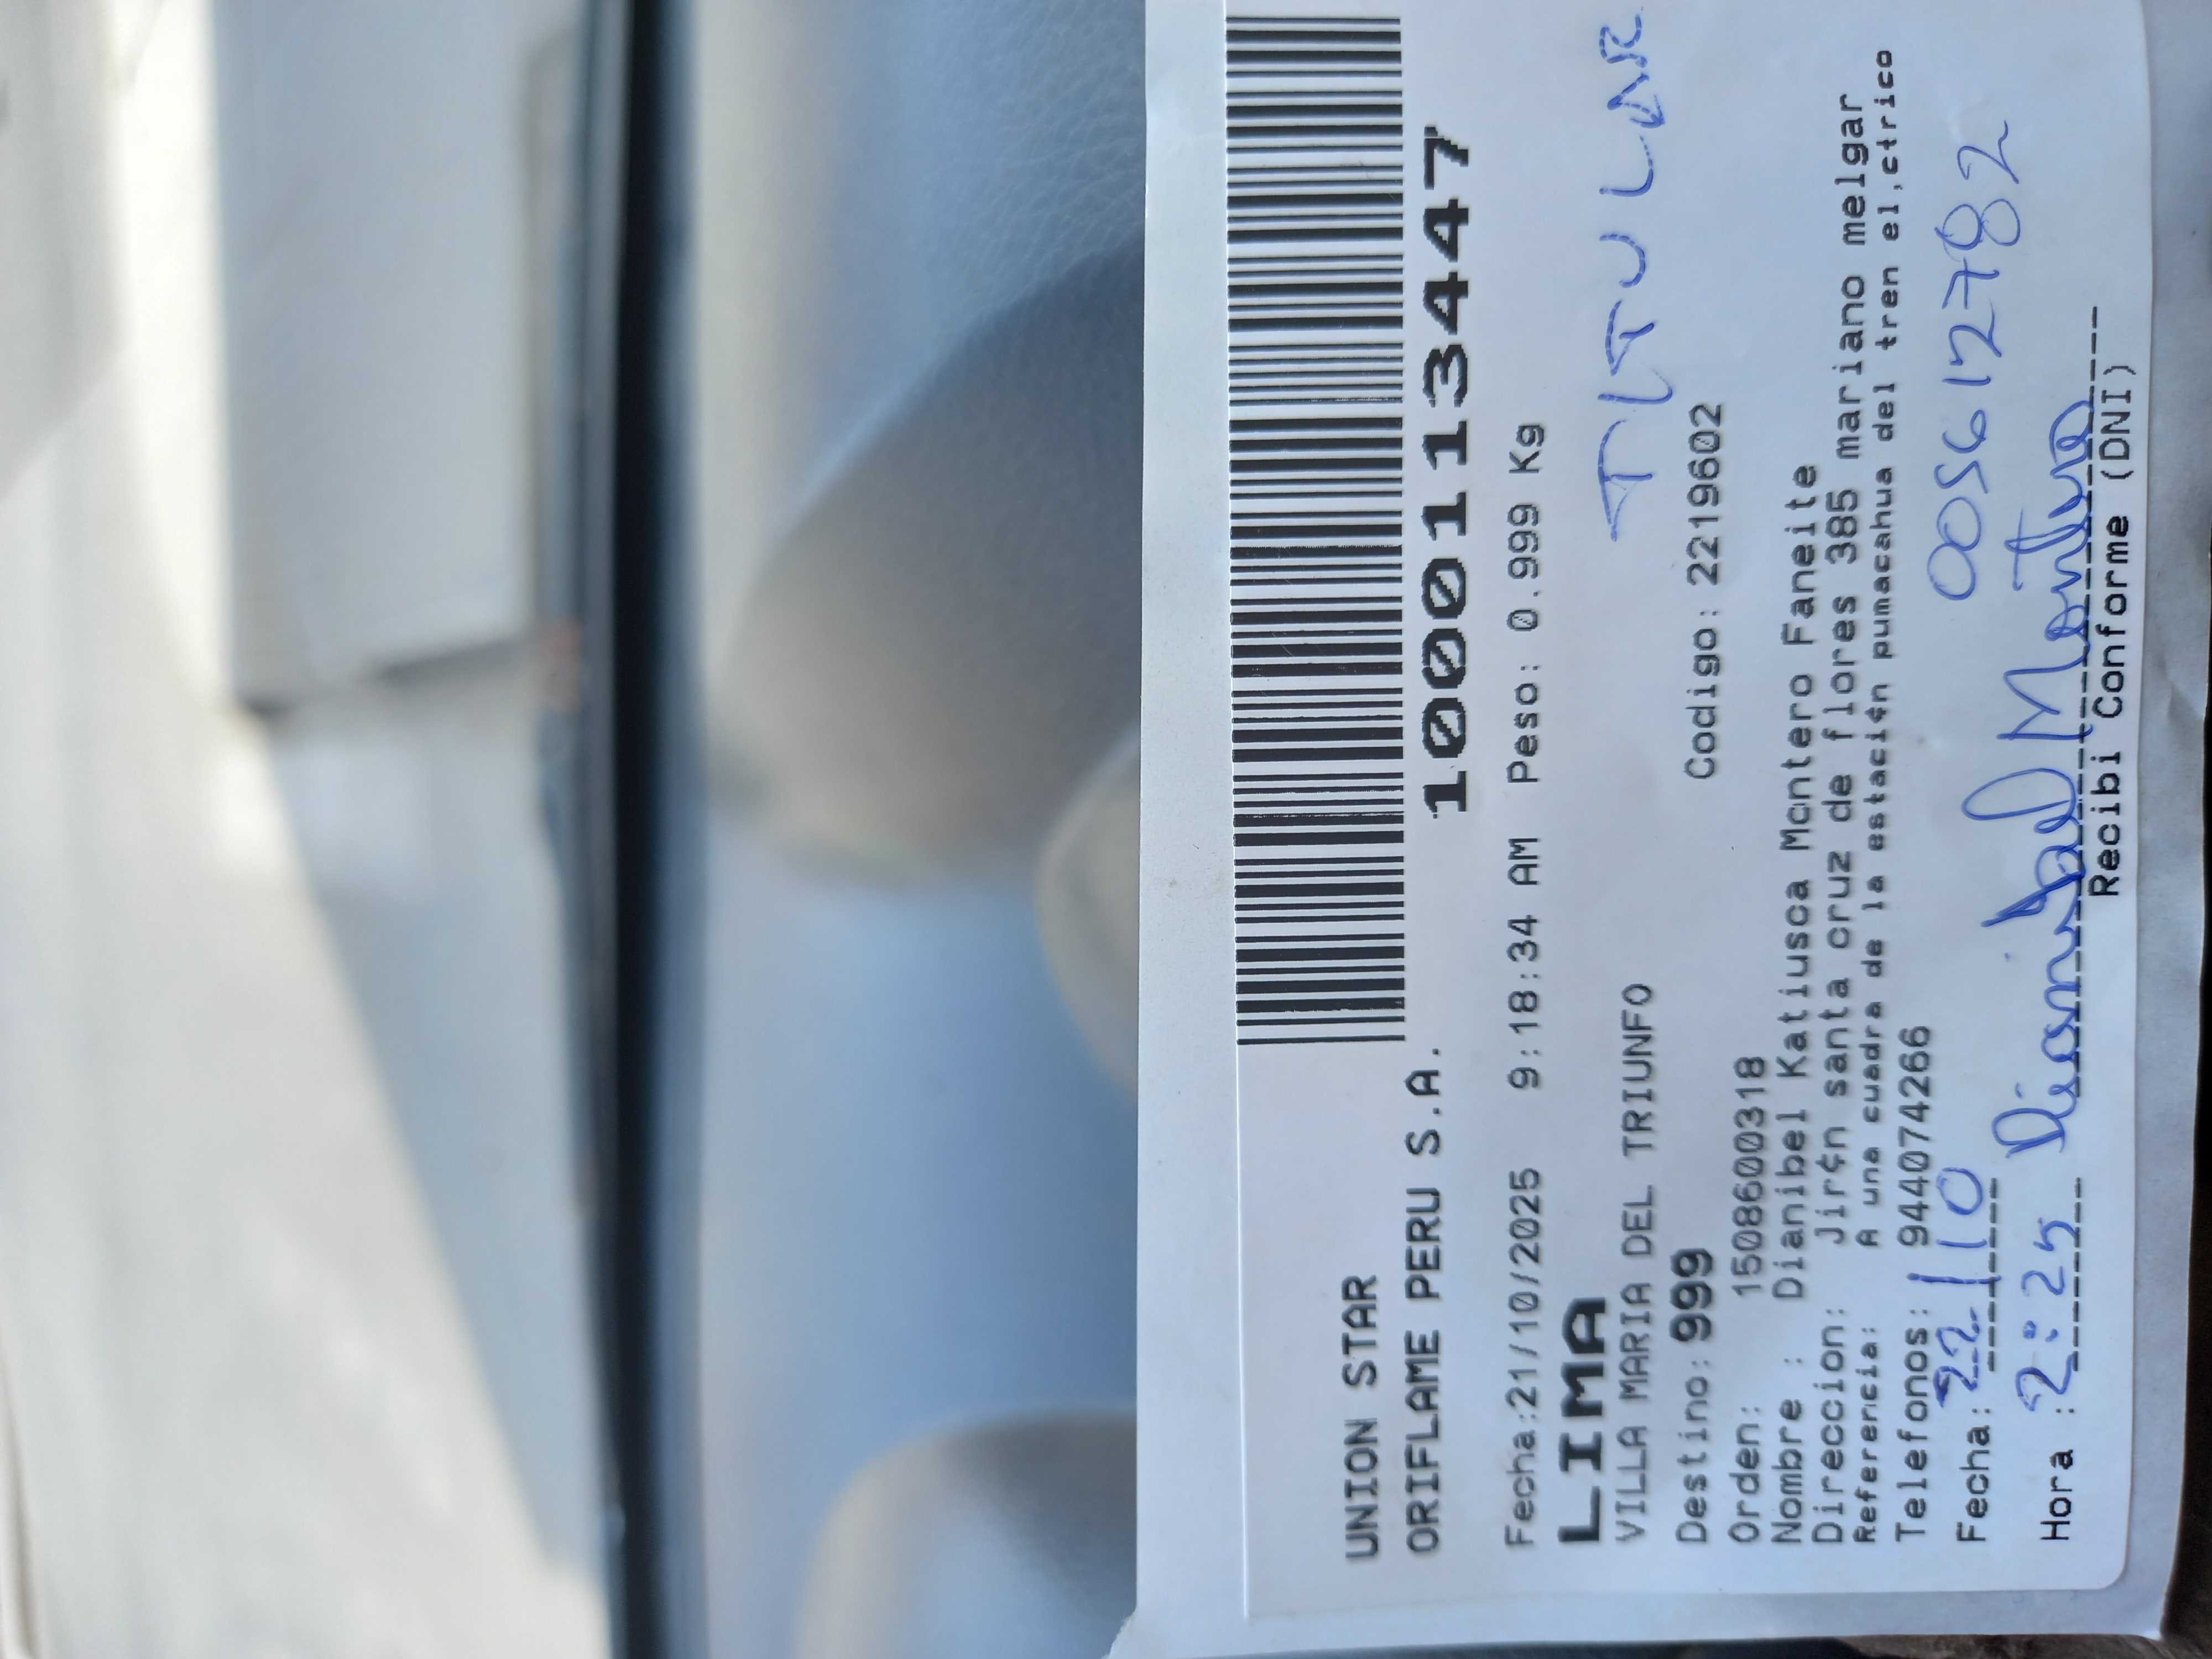 UNION STAR
ORIFLAME PERU S.A.
1000113447
Fecha:21/10/2025 9:18:34 AM Peso: 0.999 Kg
LIMA
VILLA MARIA DEL TRIUNFO
TITULAR
Destino: 999 Codigo: 2219602
Orden: 1508600318
Nombre : Dianibel Katiusca Montero Faneite
Direccion: Jir¢n santa cruz de flores 385 mariano melgar
Referencia: A una cuadra de la estaci¢n pumacahua del tren el‚ctrico
Telefonos: 944074266
Fecha: 22/10 005612782
Hora : 2:25 Dianibel Montero
Recibi Conforme (DNI)